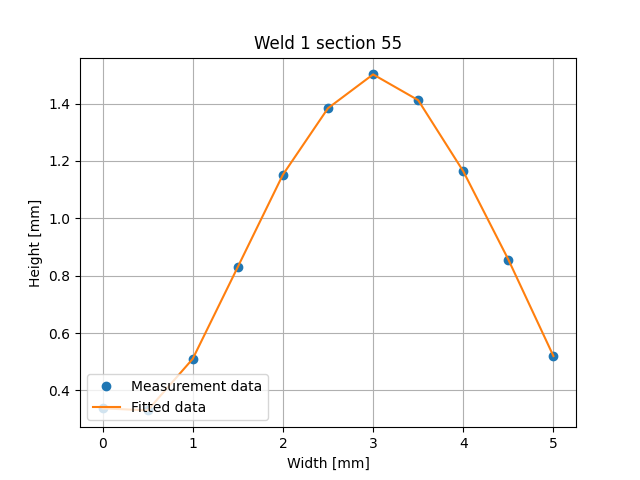 Weld 1 section 55
Height [mm]
1.4
1.2
1.0
0.8
0.6
0.4
Measurement data
Fitted data
0 1 2 3 4 5
Width [mm]